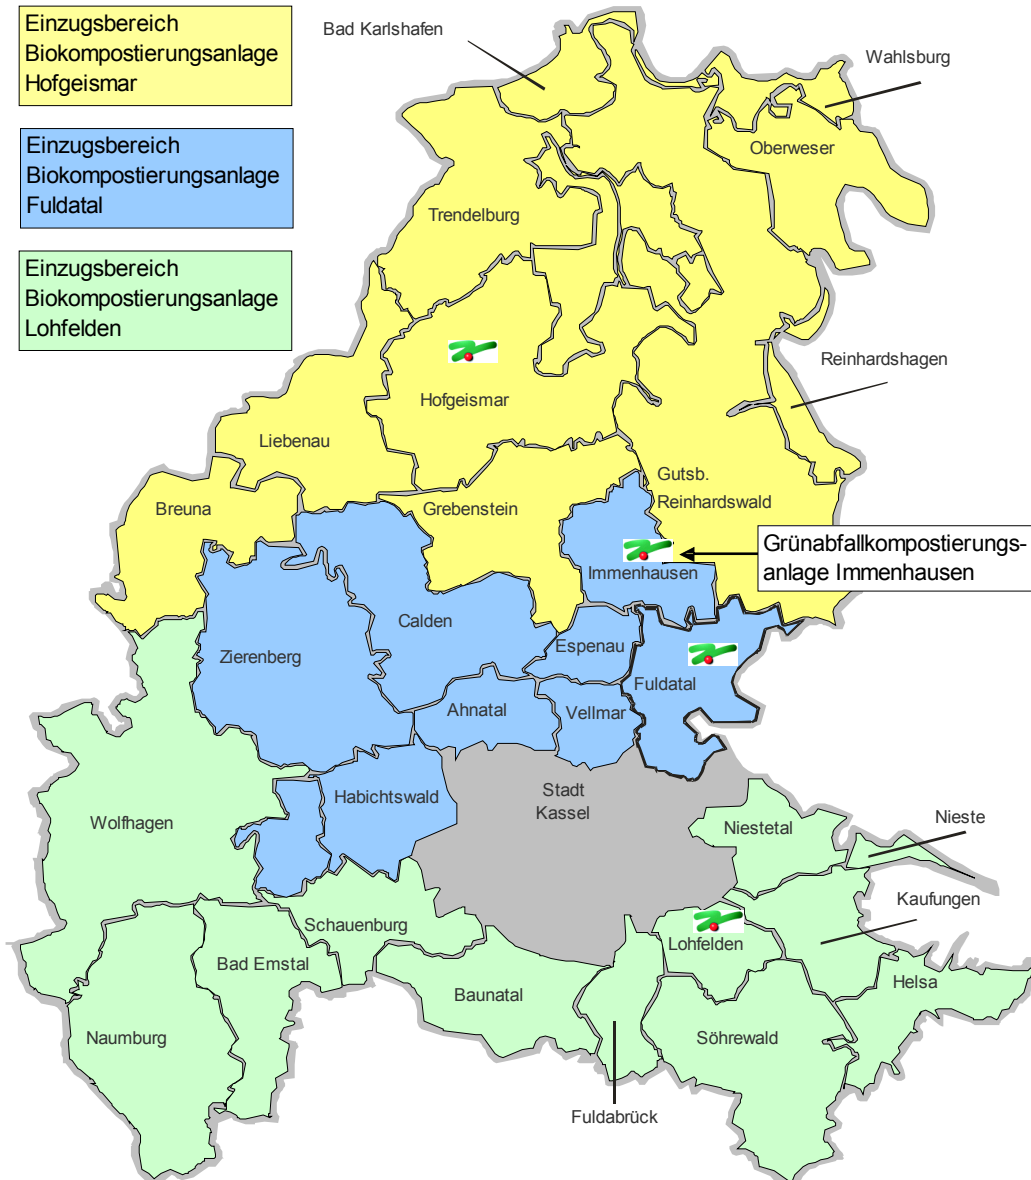 Einzugsbereich
Biokompostierungsanlage
Hofgeismar
Einzugsbereich
Biokompostierungsanlage
Fuldatal
Einzugsbereich
Biokompostierungsanlage
Lohfelden
Bad Karlshafen
Wahlsburg
Oberweser
Trendelburg
Reinhardshagen
Hofgeismar
Liebenau
Gutsb.
Reinhardswald
Breuna
Grebenstein
Grünabfallkompostierungs-
anlage Immenhausen
Immenhausen
Calden
Espenau
Zierenberg
Fuldatal
Ahnatal
Vellmar
Stadt
Kassel
Habichtswald
Wolfhagen
Niestetal
Nieste
Kaufungen
Schauenburg
Lohfelden
Bad Emstal
Baunatal
Helsa
Naumburg
Söhrewald
Fuldabrück